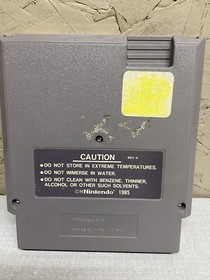 CAUTION
REV-A
• DO NOT STORE IN EXTREME TEMPERATURES.
• DO NOT IMMERSE IN WATER.
• DO NOT CLEAN WITH BENZENE, THINNER,
ALCOHOL OR OTHER SUCH SOLVENTS.
©Nintendo 1985